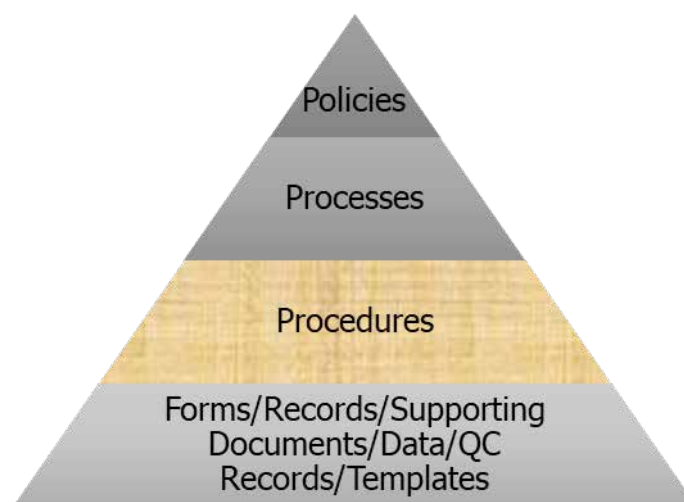 Policies
Processes
Procedures
Forms/Records/Supporting
Documents/Data/QC
Records/Templates